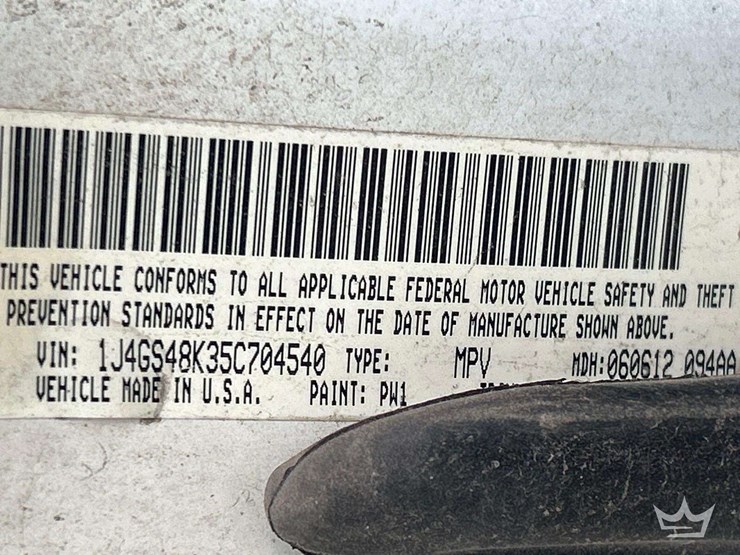 THIS VEHICLE CONFORMS TO ALL APPLICABLE FEDERAL MOTOR VEHICLE SAFETY AND THEFT
PREVENTION STANDARDS IN EFFECT ON THE DATE OF MANUFACTURE SHOWN ABOVE.
VIN: 1J4GS48K35C704540 TYPE: MPV MDH:060612 094AA
VEHICLE MADE IN U.S.A. PAINT: PW1